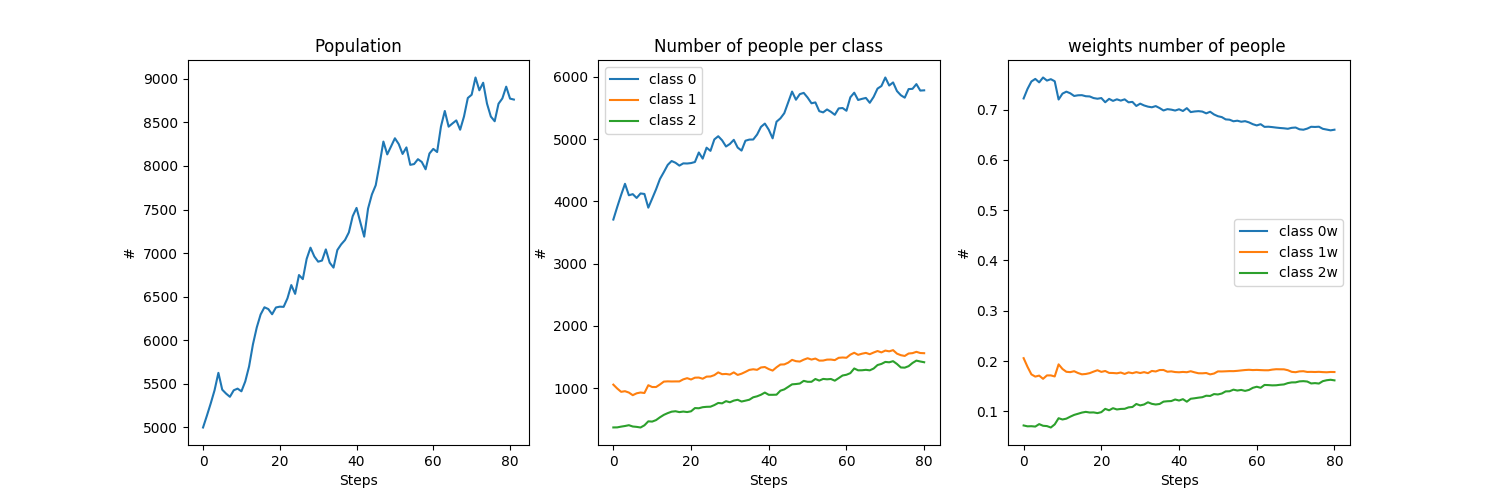 Population
9000
8500
8000
7500
7000
6500
6000
5500
5000
#
0 20 40 60 80
Steps
Number of people per class
class 0
class 1
class 2
6000
5000
4000
3000
2000
1000
#
0 20 40 60 80
Steps
weights number of people
class 0w
class 1w
class 2w
0.7
0.6
0.5
0.4
0.3
0.2
0.1
#
0 20 40 60 80
Steps